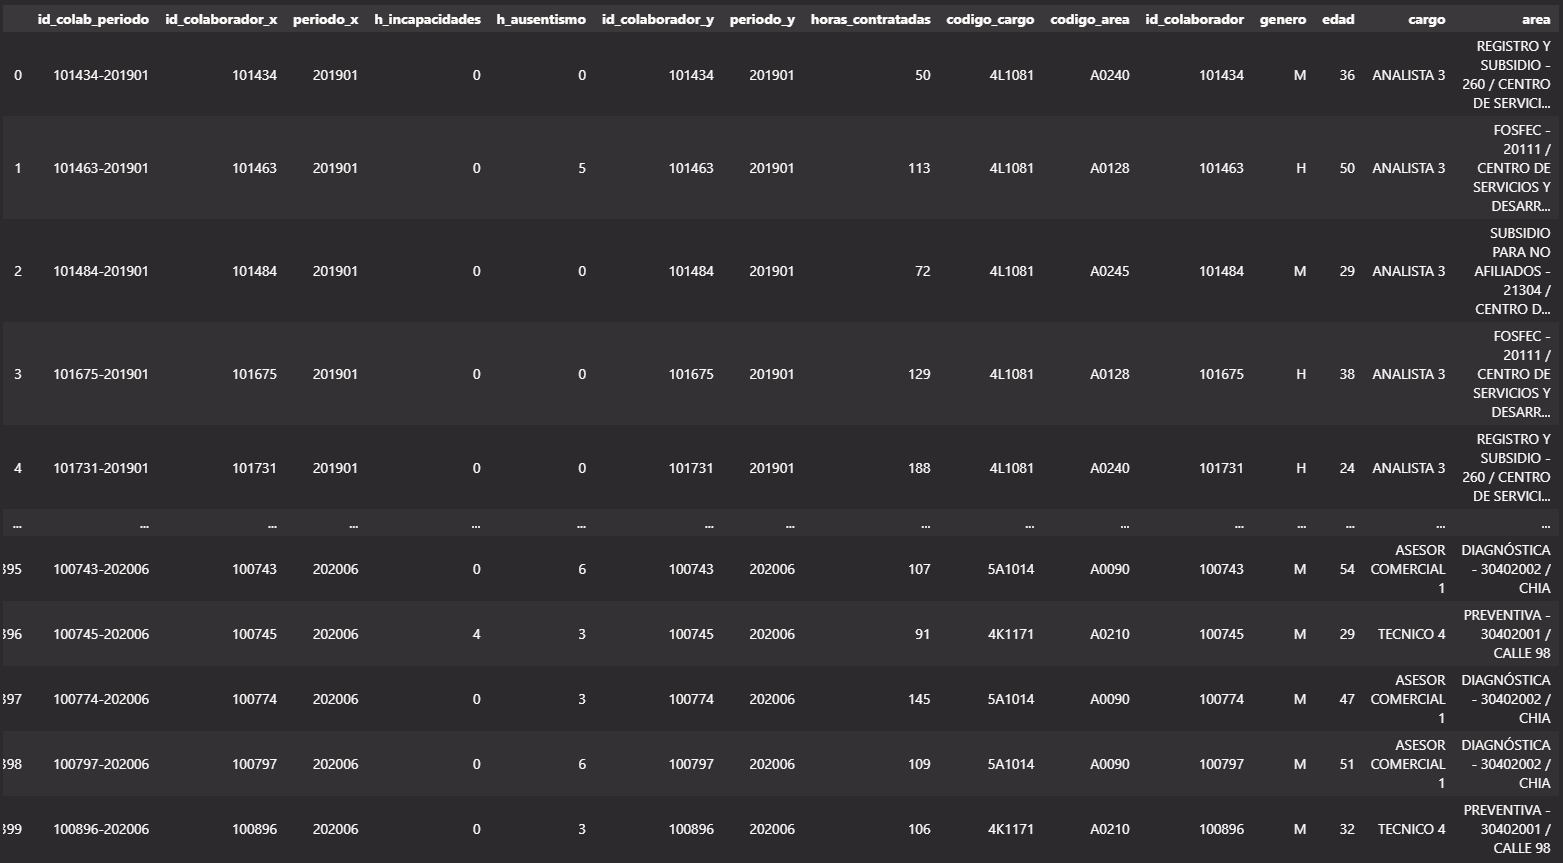 id_colab_periodo id_colaborador_x periodo_x h_incapacidades h_ausentismo id_colaborador_y periodo_y horas_contratadas codigo_cargo codigo_area id_colaborador genero edad cargo area
0 101434-201901 101434 201901 0 0 101434 201901 50 4L1081 A0240 101434 M 36 ANALISTA 3 REGISTRO Y
SUBSIDIO -
260 / CENTRO
DE SERVICI...
1 101463-201901 101463 201901 0 5 101463 201901 113 4L1081 A0128 101463 H 50 ANALISTA 3 FOSFEC -
20111 /
CENTRO DE
SERVICIOS Y
DESARR...
2 101484-201901 101484 201901 0 0 101484 201901 72 4L1081 A0245 101484 M 29 ANALISTA 3 SUBSIDIO
PARA NO
AFILIADOS -
21304 /
CENTRO D...
3 101675-201901 101675 201901 0 0 101675 201901 129 4L1081 A0128 101675 H 38 ANALISTA 3 FOSFEC -
20111 /
CENTRO DE
SERVICIOS Y
DESARR...
4 101731-201901 101731 201901 0 0 101731 201901 188 4L1081 A0240 101731 H 24 ANALISTA 3 REGISTRO Y
SUBSIDIO -
260 / CENTRO
DE SERVICI...
... ... ... ... ... ... ... ... ... ... ... ... ... ... ... ...
395 100743-202006 100743 202006 0 6 100743 202006 107 5A1014 A0090 100743 M 54 ASESOR COMERCIAL 1 DIAGNÓSTICA
- 30402002 /
CHIA
396 100745-202006 100745 202006 4 3 100745 202006 91 4K1171 A0210 100745 M 29 TECNICO 4 PREVENTIVA -
30402001 /
CALLE 98
397 100774-202006 100774 202006 0 3 100774 202006 145 5A1014 A0090 100774 M 47 ASESOR COMERCIAL 1 DIAGNÓSTICA
- 30402002 /
CHIA
398 100797-202006 100797 202006 0 6 100797 202006 109 5A1014 A0090 100797 M 51 ASESOR COMERCIAL 1 DIAGNÓSTICA
- 30402002 /
CHIA
399 100896-202006 100896 202006 0 3 100896 202006 106 4K1171 A0210 100896 M 32 TECNICO 4 PREVENTIVA -
30402001 /
CALLE 98